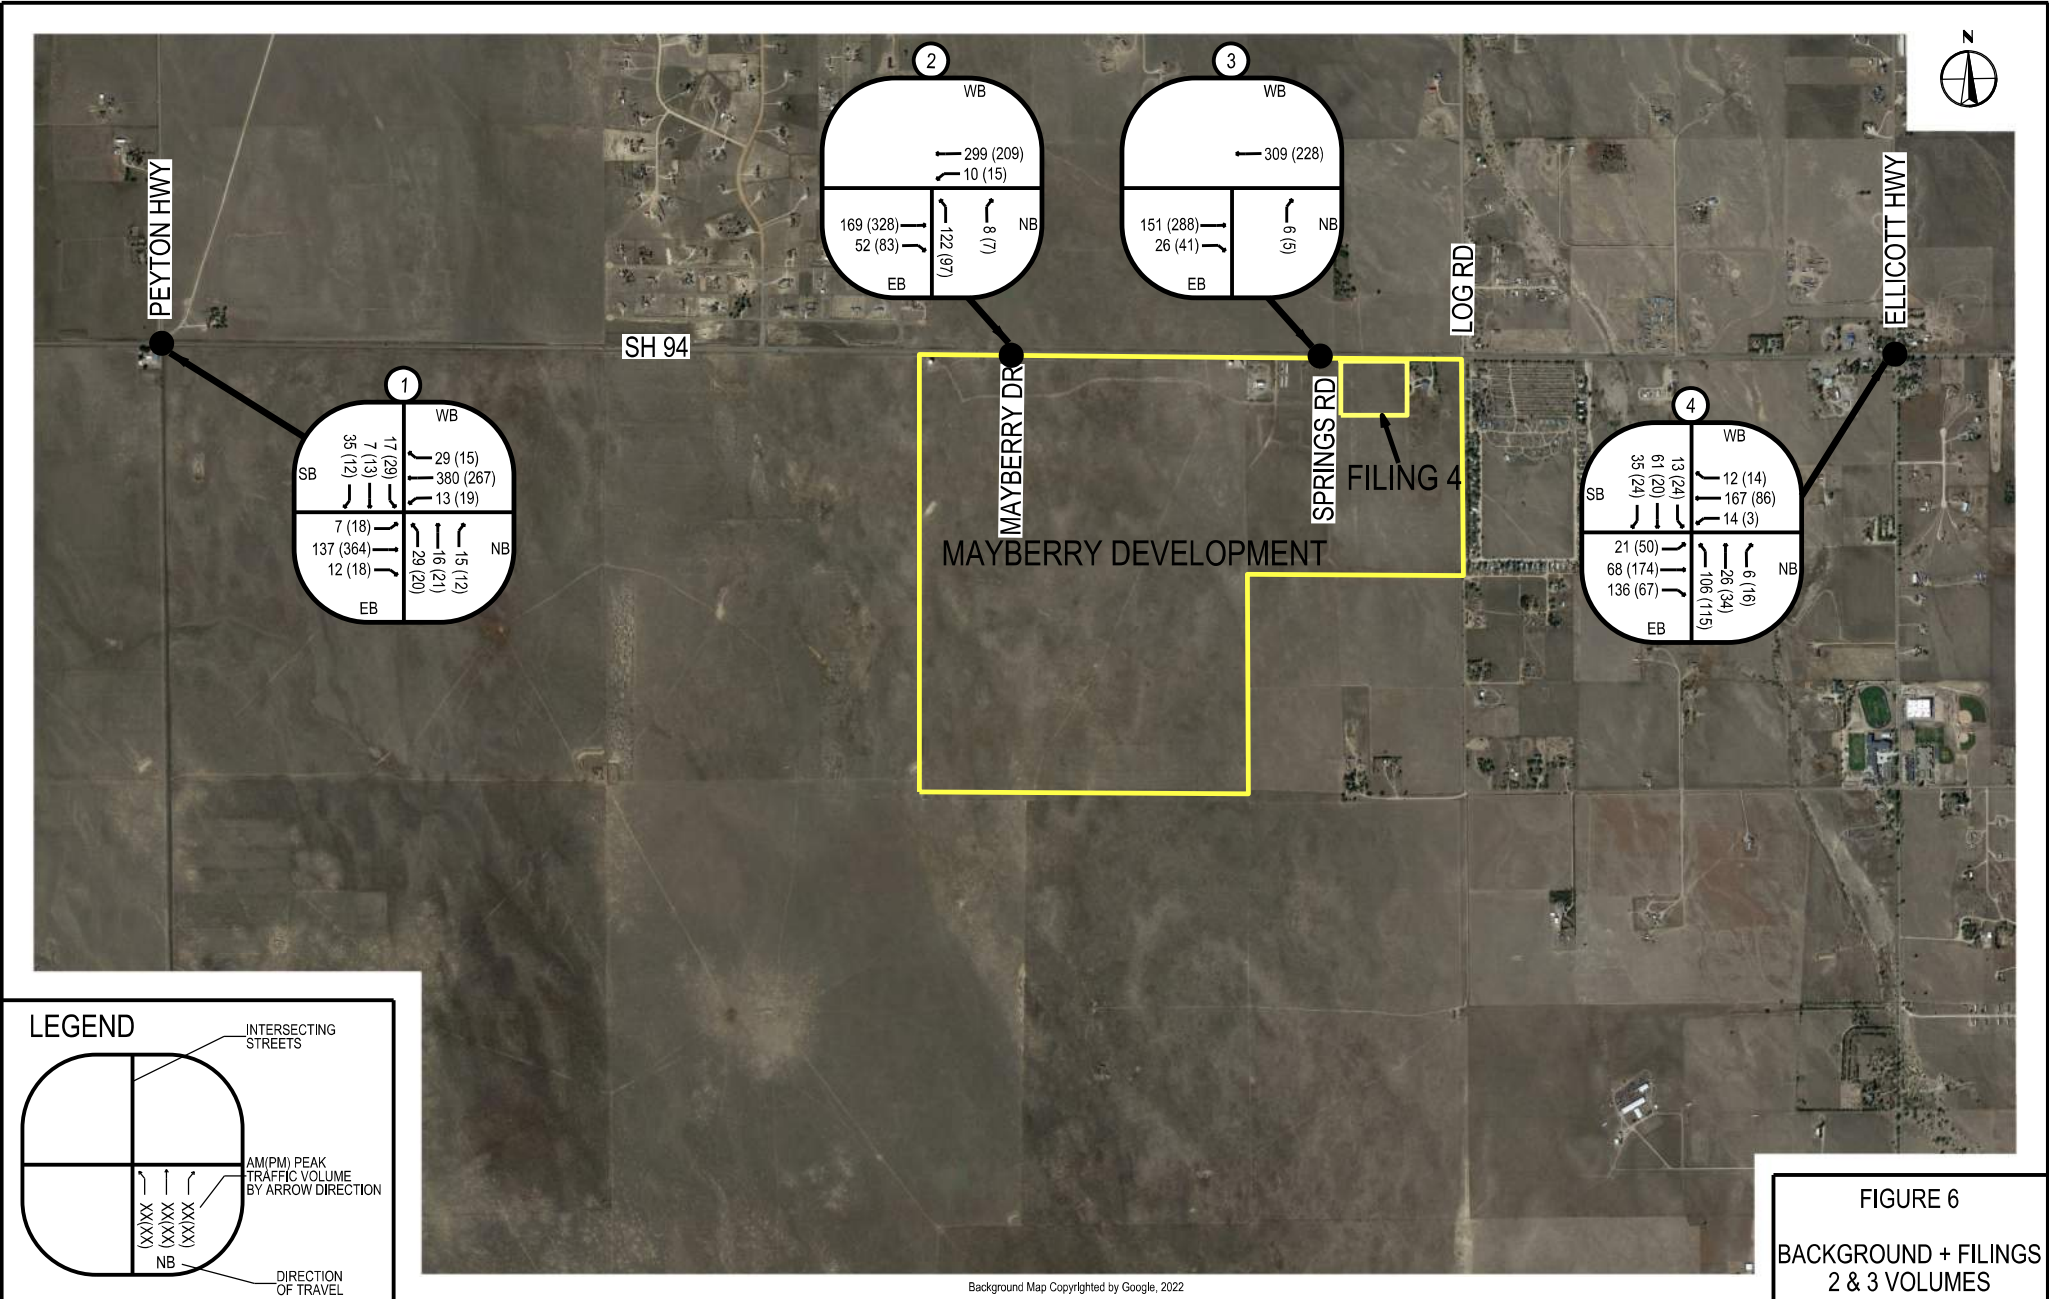 N
PEYTON HWY
SH 94
MAYBERRY DR
SPRINGS RD
LOG RD
ELLICOTT HWY
FILING 4
MAYBERRY DEVELOPMENT
1
WB
29 (15)
380 (267)
13 (19)
SB
35 (12)
7 (13)
17 (29)
7 (18)
137 (364)
12 (18)
EB
29 (20)
16 (21)
15 (12)
NB
2
WB
299 (209)
10 (15)
169 (328)
52 (83)
EB
122 (97)
8 (7)
NB
3
WB
309 (228)
151 (288)
26 (41)
EB
6 (5)
NB
4
WB
12 (14)
167 (86)
14 (3)
SB
35 (24)
61 (20)
13 (24)
21 (50)
68 (174)
136 (67)
EB
106 (115)
26 (34)
6 (16)
NB
LEGEND
INTERSECTING
STREETS
AM(PM) PEAK
TRAFFIC VOLUME
BY ARROW DIRECTION
XX(XX)
XX(XX)
XX(XX)
NB
DIRECTION
OF TRAVEL
Background Map Copyrighted by Google, 2022
FIGURE 6
BACKGROUND + FILINGS
2 & 3 VOLUMES